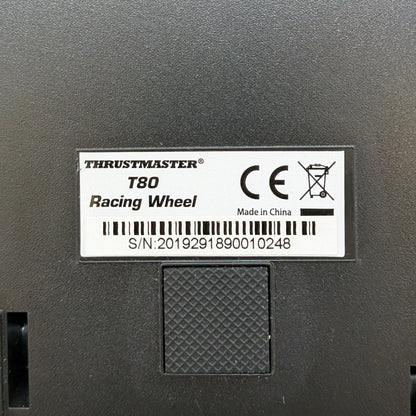 THRUSTMASTER®
T80
Racing Wheel
CE
Made in China
S/N:2019291890010248